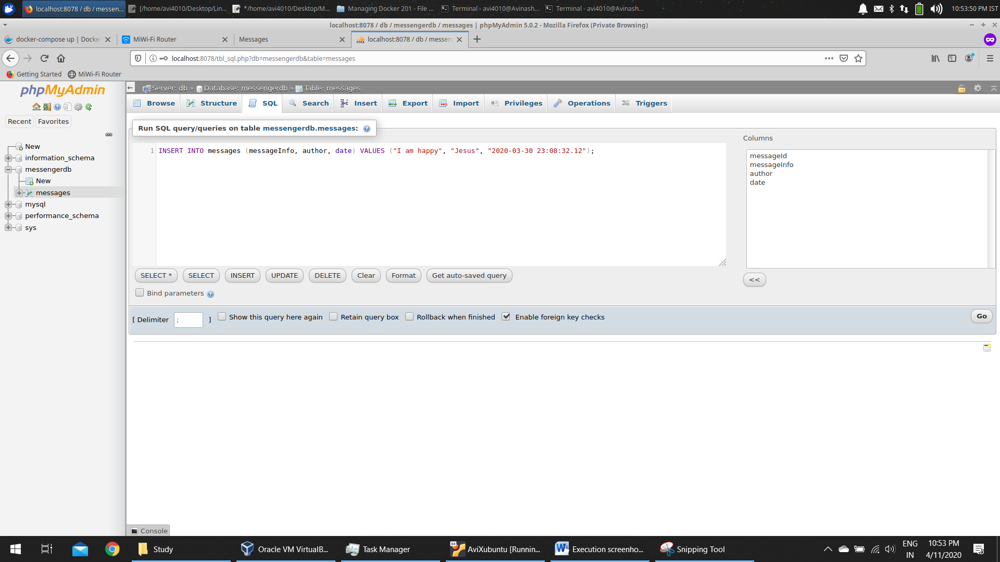 localhost:8078 / db / messen...
[/home/avi4010/Desktop/Lin...
*/home/avi4010/Desktop/M...
Managing Docker 201 - File ...
Terminal - avi4010@Avinash...
Terminal - avi4010@Avinash...
10:53:50 PM IST
localhost:8078 / db / messengerdb / messages | phpMyAdmin 5.0.2 - Mozilla Firefox (Private Browsing)
docker-compose up | Docke
MiWi-Fi Router
Messages
localhost:8078 / db / messen
localhost:8078/tbl_sql.php?db=messengerdb&table=messages
Getting Started
MiWi-Fi Router
phpMyAdmin
Server: db » Database: messengerdb » Table: messages
Browse
Structure
SQL
Search
Insert
Export
Import
Privileges
Operations
Triggers
Recent
Favorites
New
information_schema
messengerdb
New
messages
mysql
performance_schema
sys
Run SQL query/queries on table messengerdb.messages:
1 INSERT INTO messages (messageInfo, author, date) VALUES ("I am happy", "Jesus", "2020-03-30 23:08:32.12");
Columns
messageId
messageInfo
author
date
SELECT *
SELECT
INSERT
UPDATE
DELETE
Clear
Format
Get auto-saved query
<<
Bind parameters
[ Delimiter ; ]
Show this query here again
Retain query box
Rollback when finished
Enable foreign key checks
Go
Console
Study
Oracle VM VirtualB...
Task Manager
64
AviXubuntu [Runnin...
Execution screensho...
Snipping Tool
ENG
IN
10:53 PM
4/11/2020